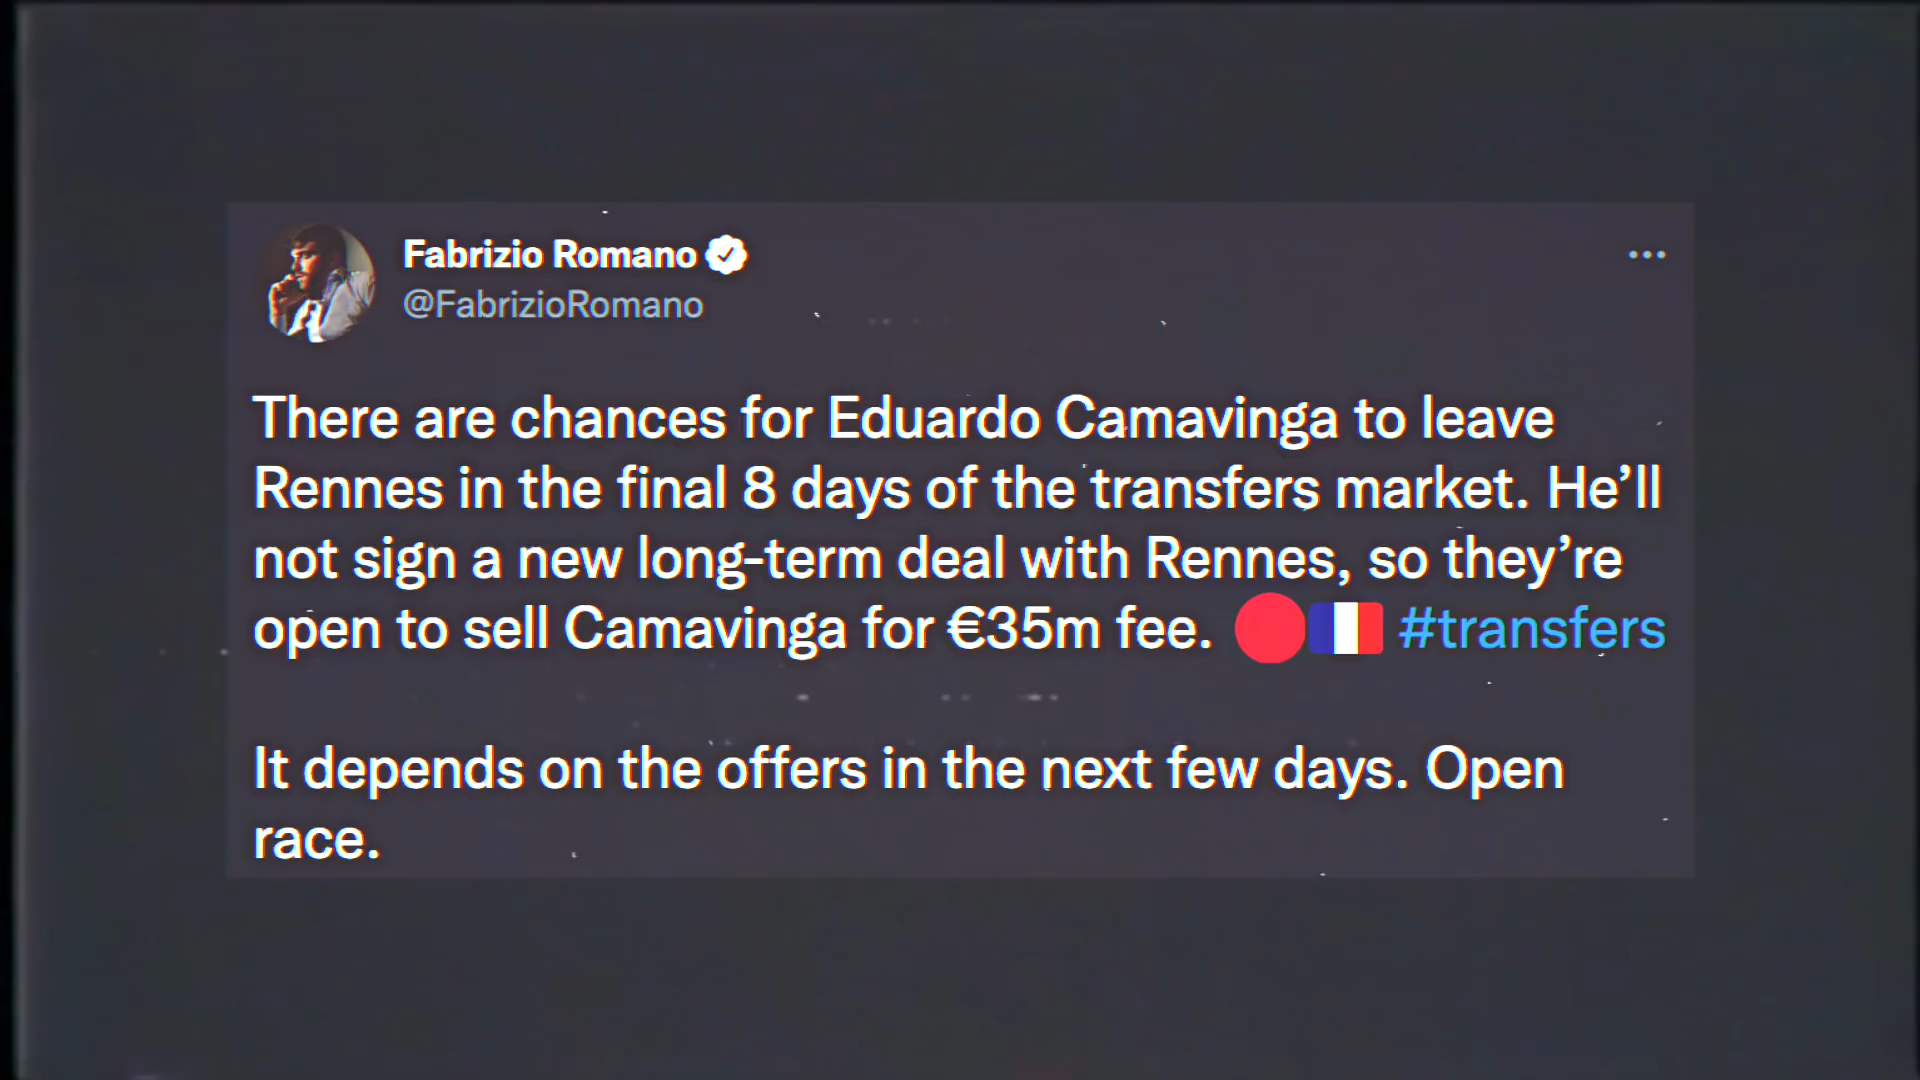 Fabrizio Romano
@FabrizioRomano
There are chances for Eduardo Camavinga to leave
Rennes in the final 8 days of the transfers market. He’ll
not sign a new long-term deal with Rennes, so they’re
open to sell Camavinga for €35m fee. 🔴🇫🇷 #transfers
It depends on the offers in the next few days. Open
race.